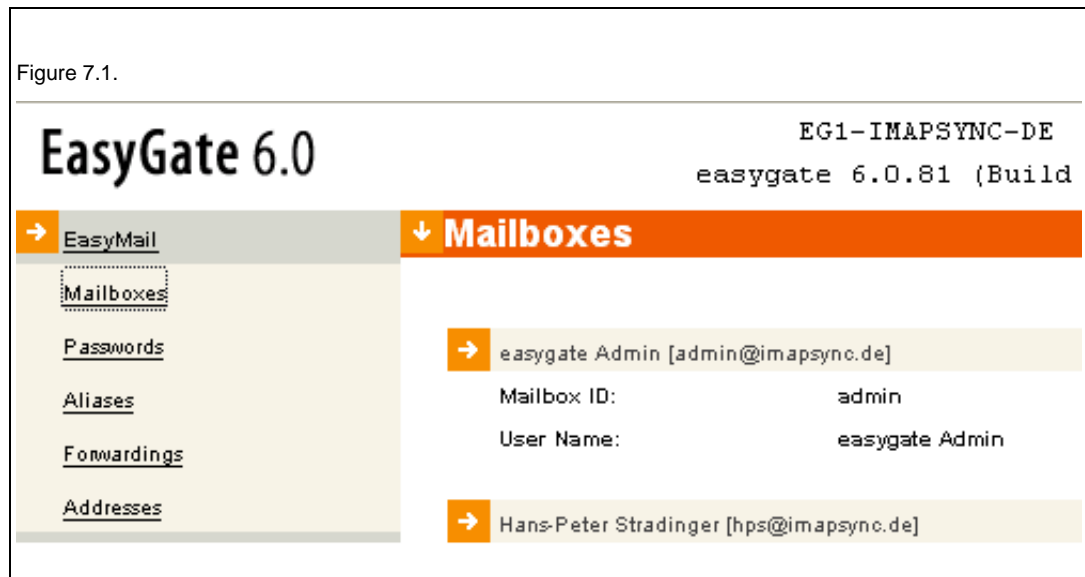 Figure 7.1.
EasyGate 6.0
EG1-IMAPSYNC-DE
easygate 6.0.81 (Build
EasyMail
Mailboxes
Passwords
Aliases
Forwardings
Addresses
Mailboxes
easygate Admin [admin@imapsync.de]
Mailbox ID: admin
User Name: easygate Admin
Hans-Peter Stradinger [hps@imapsync.de]